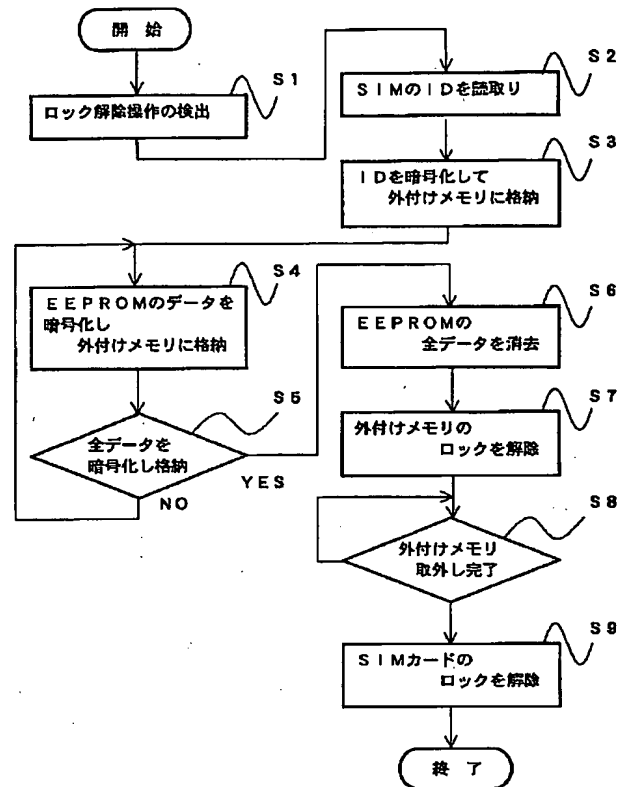 開 始
S1
ロック解除操作の検出
S2
SIMのIDを読取り
S3
IDを暗号化して
外付けメモリに格納
S4
EEPROMのデータを
暗号化し
外付けメモリに格納
S5
全データを
暗号化し格納
YES
NO
S6
EEPROMの
全データを消去
S7
外付けメモリの
ロックを解除
S8
外付けメモリ
取外し完了
S9
SIMカードの
ロックを解除
終 了